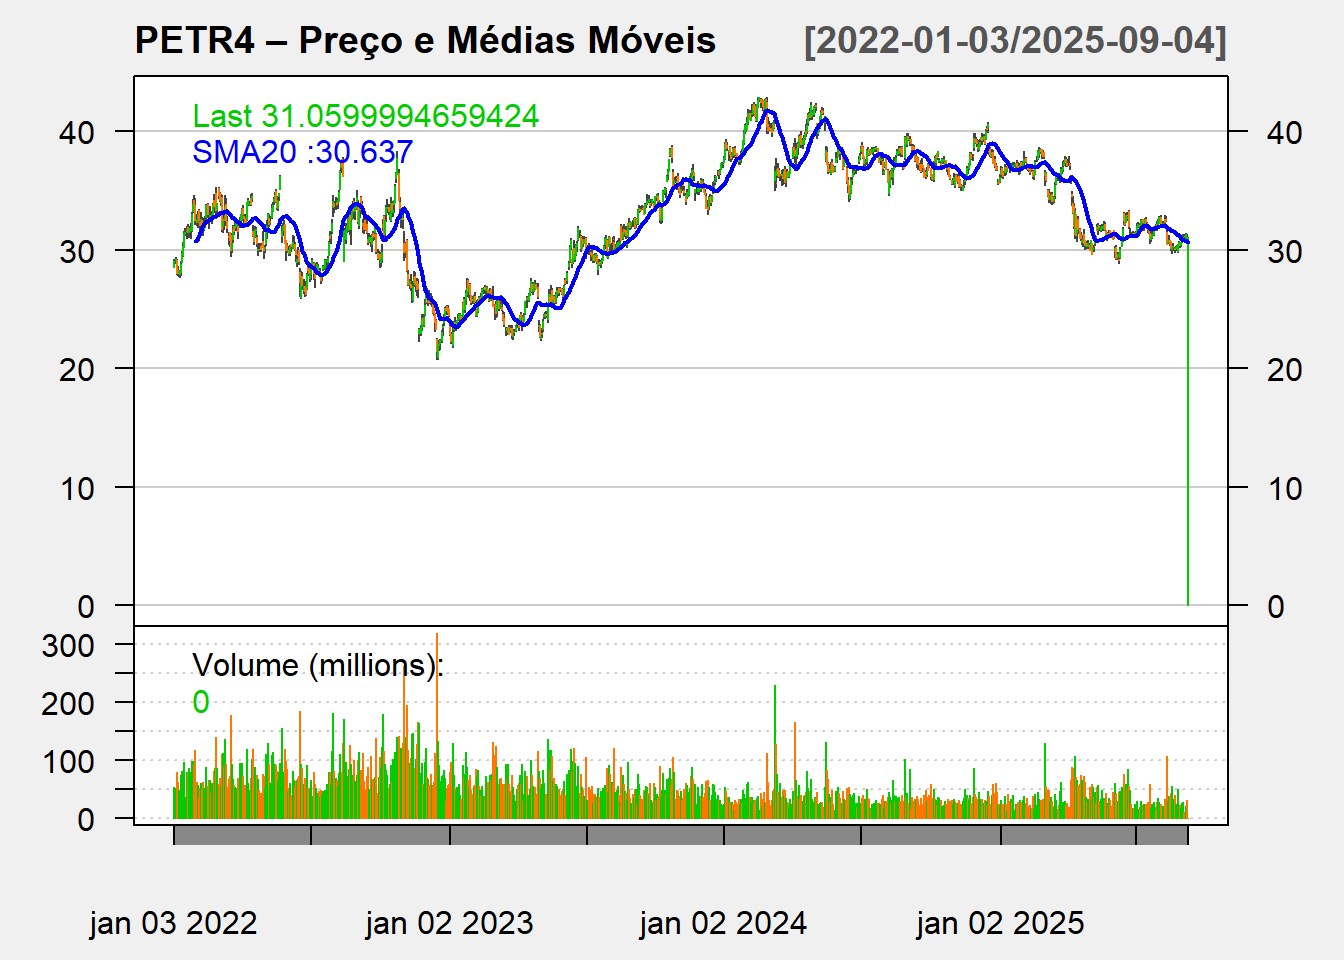 PETR4 – Preço e Médias Móveis [2022-01-03/2025-09-04]
Last 31.0599994659424
SMA20 :30.637
40 40
30 30
20 20
10 10
0 0
Volume (millions):
0
300
200
100
0
jan 03 2022 jan 02 2023 jan 02 2024 jan 02 2025